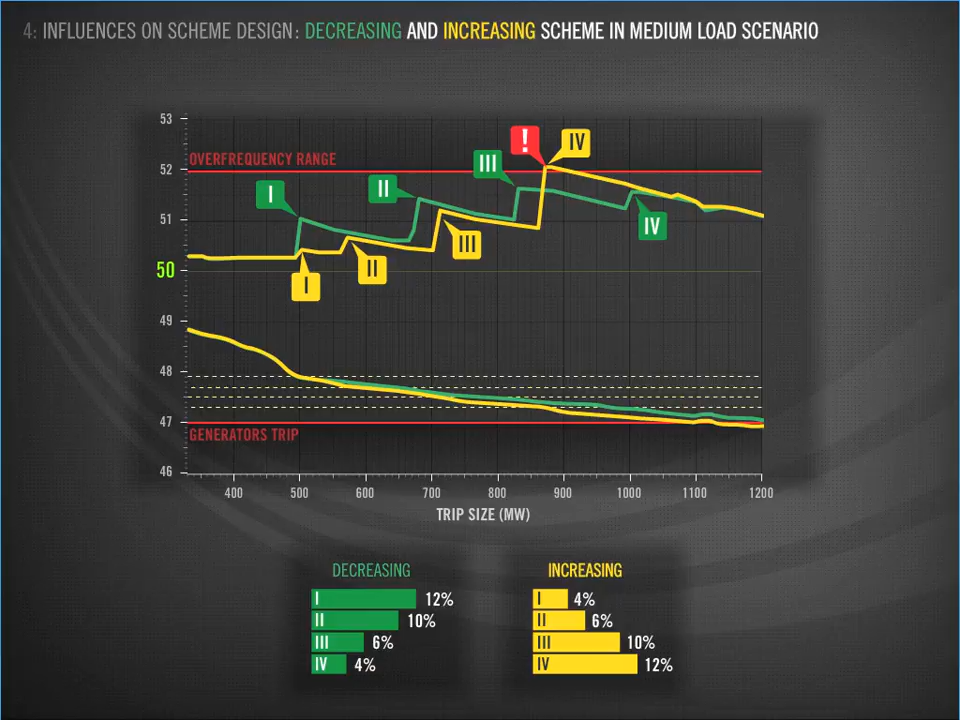 4: INFLUENCES ON SCHEME DESIGN: DECREASING AND INCREASING SCHEME IN MEDIUM LOAD SCENARIO
53
52
51
50
49
48
47
46
OVERFREQUENCY RANGE
I
II
III
!
IV
IV
I
II
III
GENERATORS TRIP
400 500 600 700 800 900 1000 1100 1200
TRIP SIZE (MW)
DECREASING
I 12%
II 10%
III 6%
IV 4%
INCREASING
I 4%
II 6%
III 10%
IV 12%